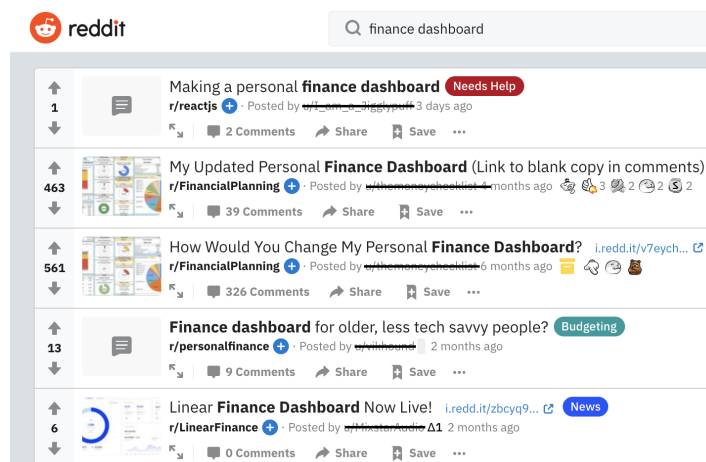 reddit
finance dashboard
1
Making a personal finance dashboard Needs Help
r/reactjs · Posted by u/I_am_a_Jigglypuff 3 days ago
2 Comments Share Save ...
463
My Updated Personal Finance Dashboard (Link to blank copy in comments)
r/FinancialPlanning · Posted by u/themoneychecklist 4 months ago 3 2 2 2
39 Comments Share Save ...
561
How Would You Change My Personal Finance Dashboard? i.redd.it/v7eych...
r/FinancialPlanning · Posted by u/themoneychecklist 6 months ago
326 Comments Share Save ...
13
Finance dashboard for older, less tech savvy people? Budgeting
r/personalfinance · Posted by 2 months ago
9 Comments Share Save ...
6
Linear Finance Dashboard Now Live! i.redd.it/zbcyq9... News
r/LinearFinance · Posted by u/MixstarAudio Δ1 2 months ago
0 Comments Share Save ...